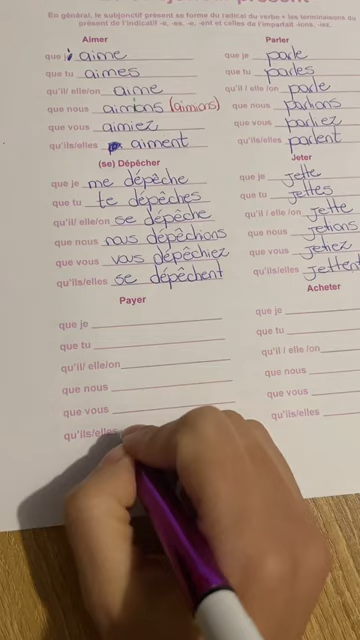 présent
En général, le subjonctif présent se forme du radical du verbe + les terminaisons du
présent de l'indicatif -e, -es, -e, -ent et celles de l'imparfait -ions, -iez.
Aimer
que j' aime
que tu aimes
qu'il/ elle/on aime
que nous aimions (aimions)
que vous aimiez
qu'ils/elles aiment
(se) Dépêcher
que je me dépêche
que tu te dépêches
qu'il/ elle/on se dépêche
que nous nous dépêchions
que vous vous dépêchiez
qu'ils/elles se dépêchent
Payer
que je
que tu
qu'il/ elle/on
que nous
que vous
qu'ils/elles
Parler
que je parle
que tu parles
qu'il / elle /on parle
que nous parlions
que vous parliez
qu'ils/elles parlent
Jeter
que je jette
que tu jettes
qu'il / elle /on jette
que nous jetions
que vous jetiez
qu'ils/elles jettent
Acheter
que je
que tu
qu'il / elle /on
que nous
que vous
qu'ils/elles